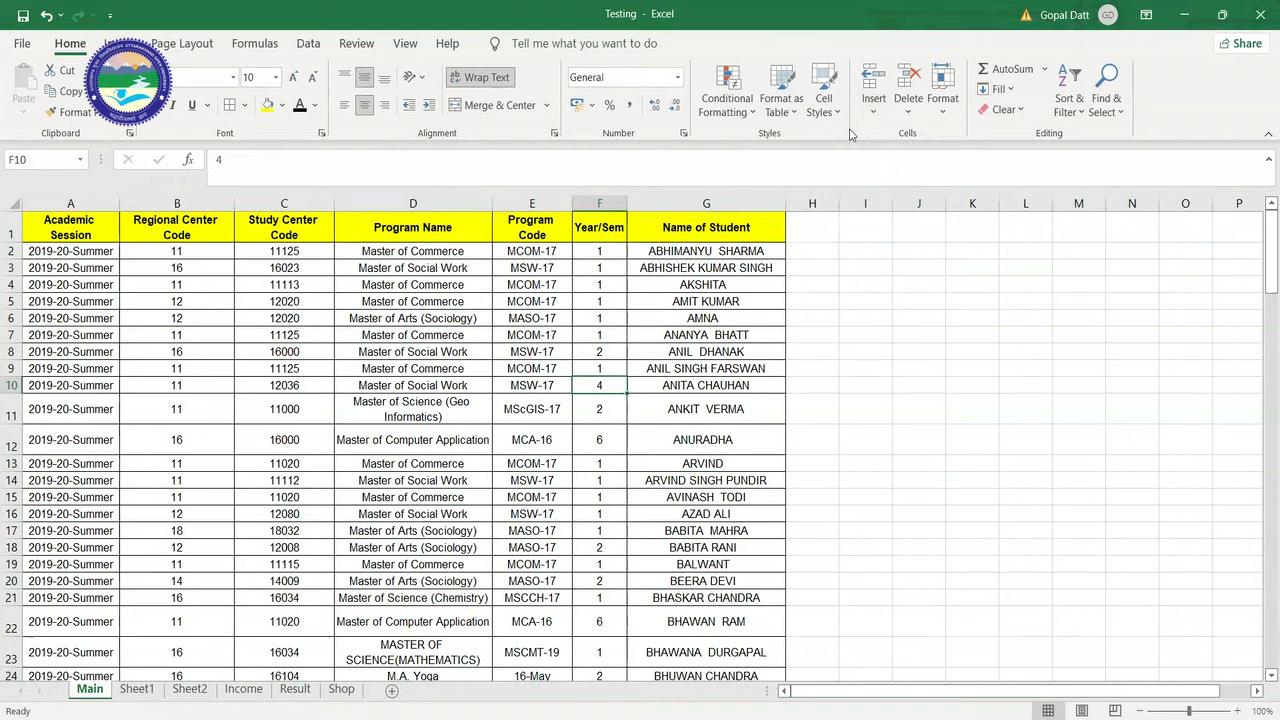 Testing - Excel
Gopal Datt
GD
File Home Page Layout Formulas Data Review View Help Tell me what you want to do
Share
Paste
Cut
Copy
Clipboard
10
Font
Wrap Text
Merge & Center
Alignment
General
Number
Conditional Formatting
Format as Table
Cell Styles
Styles
Insert
Delete
Format
Cells
AutoSum
Fill
Clear
Sort & Filter
Find & Select
Editing
F10
4
A B C D E F G H I J K L M N O P
1 Academic Session Regional Center Code Study Center Code Program Name Program Code Year/Sem Name of Student
2 2019-20-Summer 11 11125 Master of Commerce MCOM-17 1 ABHIMANYU SHARMA
3 2019-20-Summer 16 16023 Master of Social Work MSW-17 1 ABHISHEK KUMAR SINGH
4 2019-20-Summer 11 11113 Master of Commerce MCOM-17 1 AKSHITA
5 2019-20-Summer 12 12020 Master of Commerce MCOM-17 1 AMIT KUMAR
6 2019-20-Summer 12 12020 Master of Arts (Sociology) MASO-17 1 AMNA
7 2019-20-Summer 11 11125 Master of Commerce MCOM-17 1 ANANYA BHATT
8 2019-20-Summer 16 16000 Master of Social Work MSW-17 2 ANIL DHANAK
9 2019-20-Summer 11 11125 Master of Commerce MCOM-17 1 ANIL SINGH FARSWAN
10 2019-20-Summer 11 12036 Master of Social Work MSW-17 4 ANITA CHAUHAN
11 2019-20-Summer 11 11000 Master of Science (Geo Informatics) MScGIS-17 2 ANKIT VERMA
12 2019-20-Summer 16 16000 Master of Computer Application MCA-16 6 ANURADHA
13 2019-20-Summer 11 11020 Master of Commerce MCOM-17 1 ARVIND
14 2019-20-Summer 11 11112 Master of Social Work MSW-17 1 ARVIND SINGH PUNDIR
15 2019-20-Summer 11 11020 Master of Commerce MCOM-17 1 AVINASH TODI
16 2019-20-Summer 12 12080 Master of Social Work MSW-17 1 AZAD ALI
17 2019-20-Summer 18 18032 Master of Arts (Sociology) MASO-17 1 BABITA MAHRA
18 2019-20-Summer 12 12008 Master of Arts (Sociology) MASO-17 2 BABITA RANI
19 2019-20-Summer 11 11115 Master of Commerce MCOM-17 1 BALWANT
20 2019-20-Summer 14 14009 Master of Arts (Sociology) MASO-17 2 BEERA DEVI
21 2019-20-Summer 16 16034 Master of Science (Chemistry) MSCCH-17 1 BHASKAR CHANDRA
22 2019-20-Summer 11 11020 Master of Computer Application MCA-16 6 BHAWAN RAM
23 2019-20-Summer 16 16034 MASTER OF SCIENCE(MATHEMATICS) MSCMT-19 1 BHAWANA DURGAPAL
24 2019-20-Summer 16 16104 M.A. Yoga 16-May 2 BHUWAN CHANDRA
Main Sheet1 Sheet2 Income Result Shop
Ready
100%